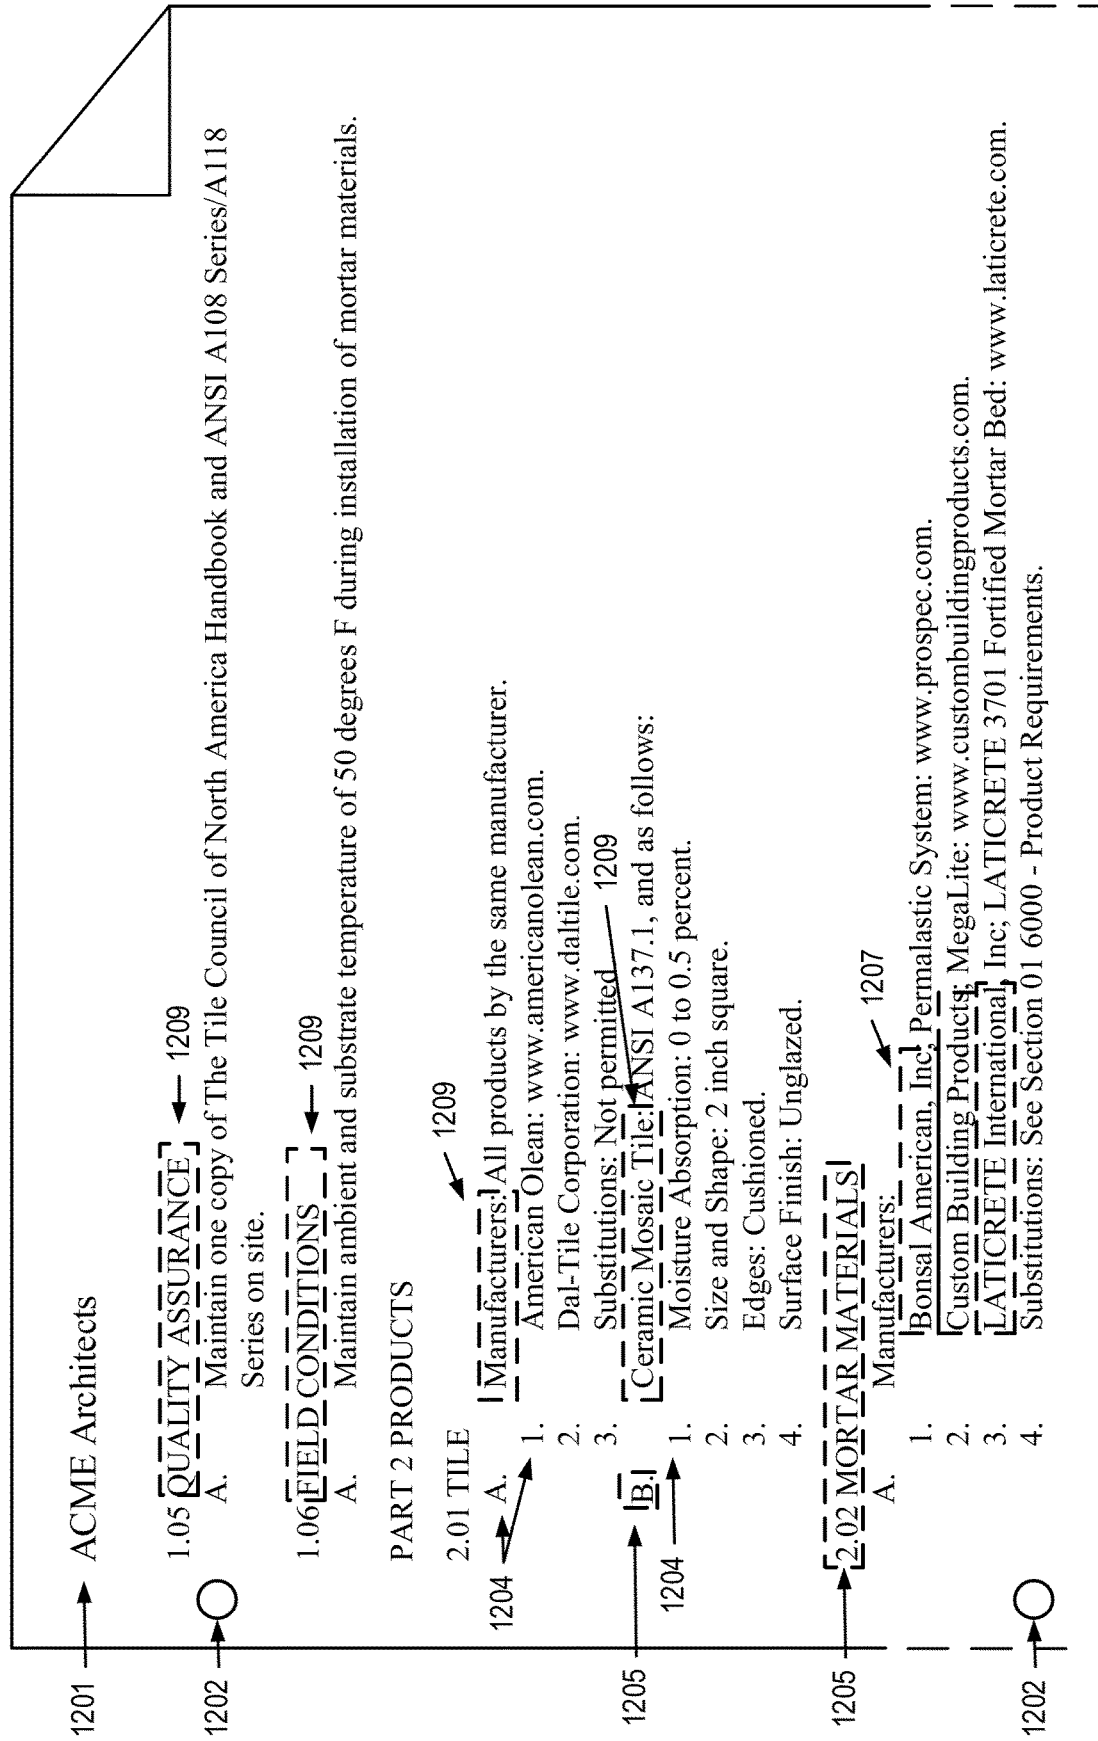 1201 ACME Architects
1.05 QUALITY ASSURANCE 1209
1202 A. Maintain one copy of The Tile Council of North America Handbook and ANSI A108 Series/A118
Series on site.
1.06 FIELD CONDITIONS 1209
A. Maintain ambient and substrate temperature of 50 degrees F during installation of mortar materials.
PART 2 PRODUCTS
2.01 TILE 1209
1204 A. Manufacturers: All products by the same manufacturer.
1. American Olean: www.americanolean.com.
2. Dal-Tile Corporation: www.daltile.com.
3. Substitutions: Not permitted 1209
1205 B. Ceramic Mosaic Tile: ANSI A137.1, and as follows:
1204 1. Moisture Absorption: 0 to 0.5 percent.
2. Size and Shape: 2 inch square.
3. Edges: Cushioned.
4. Surface Finish: Unglazed.
1205 2.02 MORTAR MATERIALS 1207
A. Manufacturers:
1. Bonsal American, Inc; Permalastic System: www.prospec.com.
2. Custom Building Products; MegaLite: www.custombuildingproducts.com.
3. LATICRETE International, Inc; LATICRETE 3701 Fortified Mortar Bed: www.laticrete.com.
1202 4. Substitutions: See Section 01 6000 - Product Requirements.